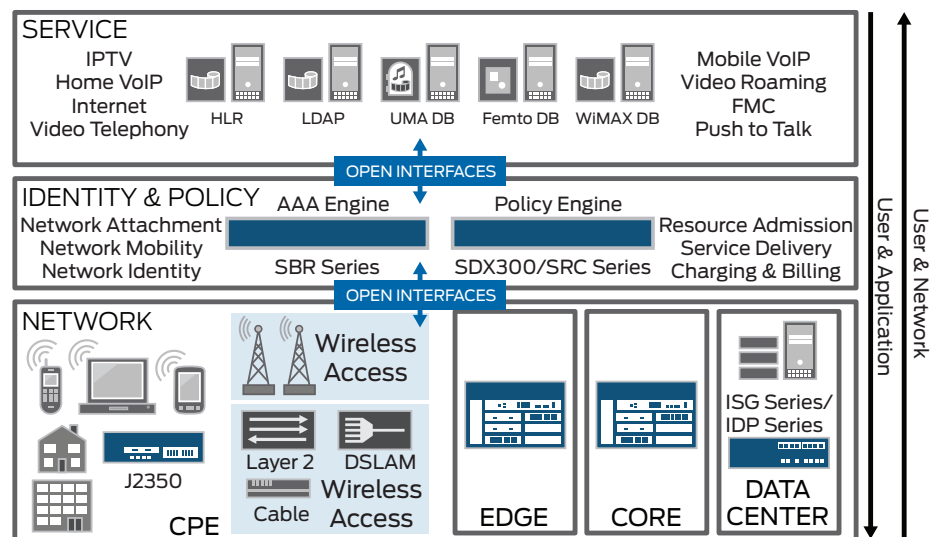 SERVICE
IPTV
Home VoIP
Internet
Video Telephony
HLR
LDAP
UMA DB
Femto DB
WiMAX DB
Mobile VoIP
Video Roaming
FMC
Push to Talk
OPEN INTERFACES
IDENTITY & POLICY
Network Attachment
Network Mobility
Network Identity
AAA Engine
SBR Series
Policy Engine
SDX300/SRC Series
Resource Admission
Service Delivery
Charging & Billing
OPEN INTERFACES
NETWORK
J2350
CPE
Wireless
Access
Layer 2
DSLAM
Cable
Wireless
Access
EDGE
CORE
ISG Series/
IDP Series
DATA
CENTER
User & Application
User & Network